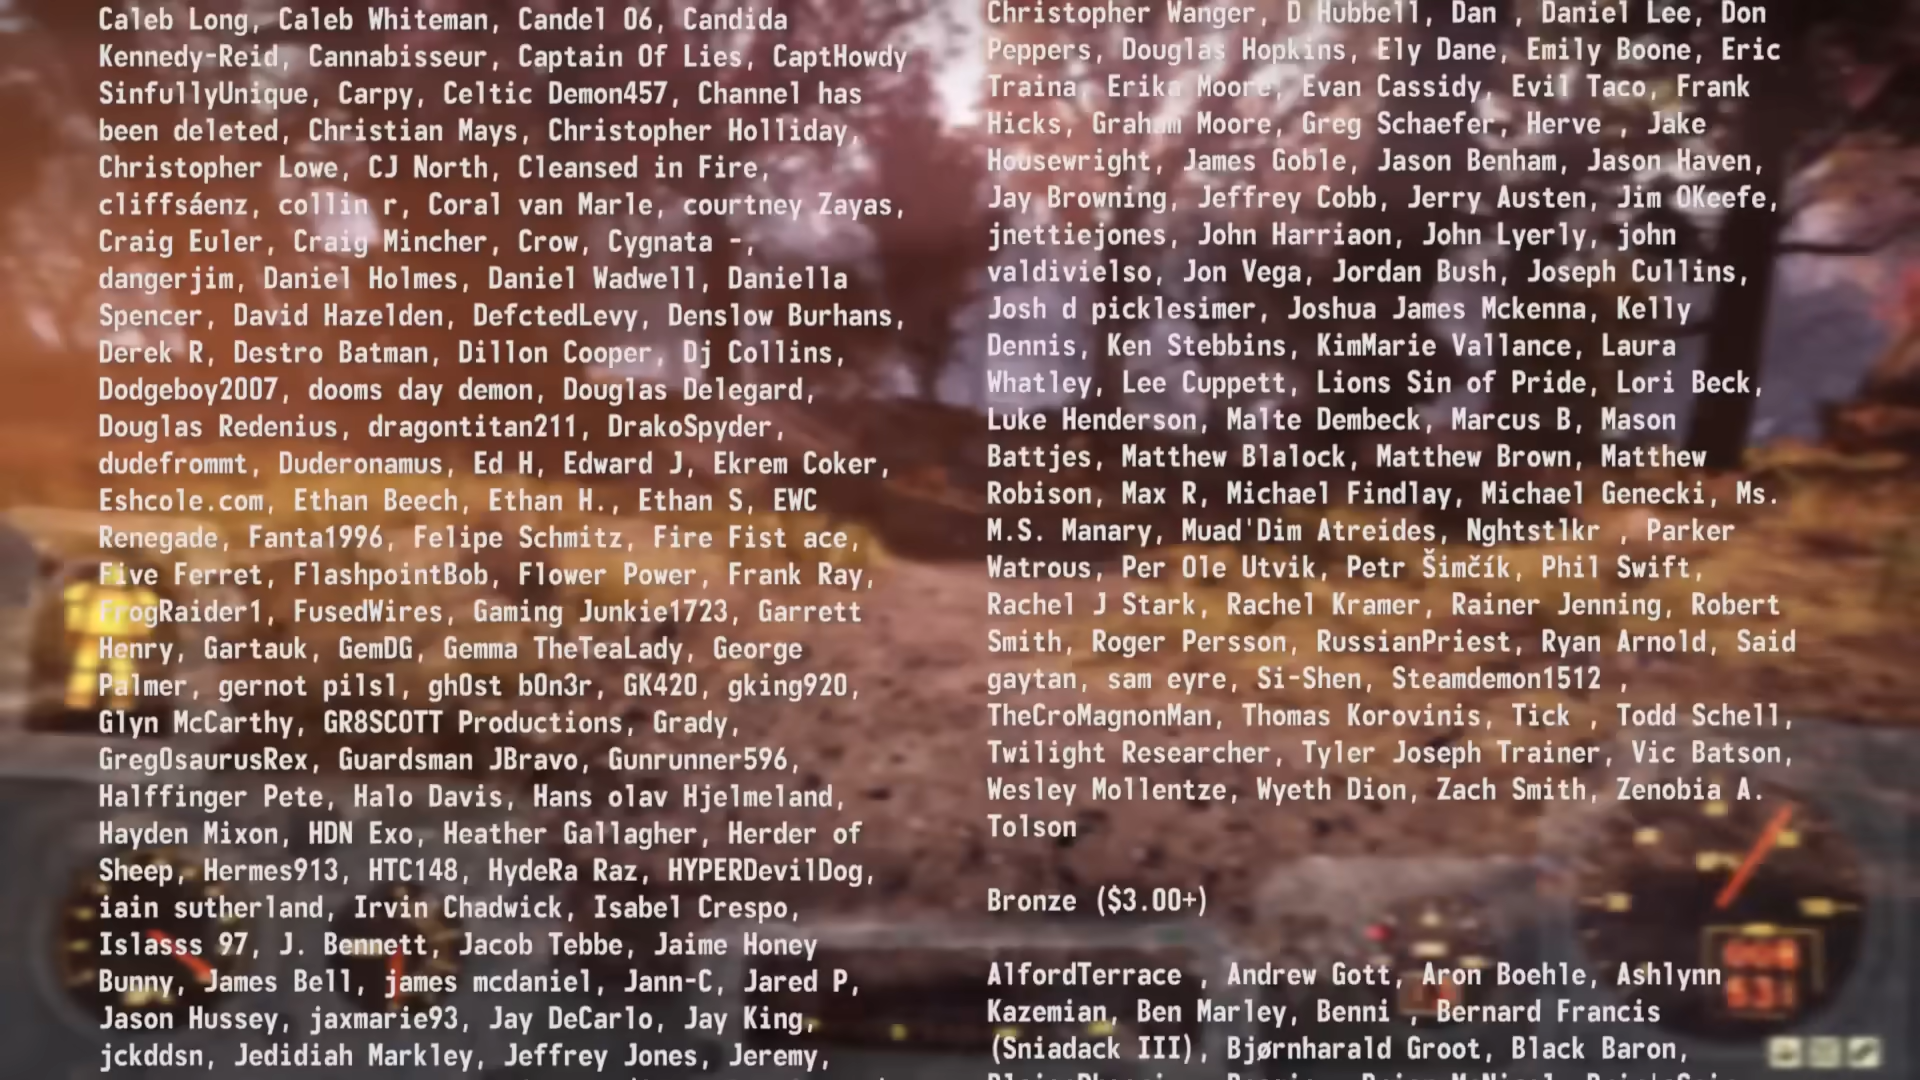 Caleb Long, Caleb Whiteman, Candel 06, Candida
Kennedy-Reid, Cannabisseur, Captain Of Lies, CaptHowdy
SinfullyUnique, Carpy, Celtic Demon457, Channel has
been deleted, Christian Mays, Christopher Holliday,
Christopher Lowe, CJ North, Cleansed in Fire,
cliffsáenz, collin r, Coral van Marle, courtney Zayas,
Craig Euler, Craig Mincher, Crow, Cygnata -,
dangerjim, Daniel Holmes, Daniel Wadwell, Daniella
Spencer, David Hazelden, DefctedLevy, Denslow Burhans,
Derek R, Destro Batman, Dillon Cooper, Dj Collins,
Dodgeboy2007, dooms day demon, Douglas Delegard,
Douglas Redenius, dragontitan211, DrakoSpyder,
dudefrommt, Duderonamus, Ed H, Edward J, Ekrem Coker,
Eshcole.com, Ethan Beech, Ethan H., Ethan S, EWC
Renegade, Fanta1996, Felipe Schmitz, Fire Fist ace,
Five Ferret, FlashpointBob, Flower Power, Frank Ray,
FrogRaider1, FusedWires, Gaming Junkie1723, Garrett
Henry, Gartauk, GemDG, Gemma TheTeaLady, George
Palmer, gernot pilsl, gh0st b0n3r, GK420, gking920,
Glyn McCarthy, GR8SCOTT Productions, Grady,
GregOsaurusRex, Guardsman JBravo, Gunrunner596,
Halffinger Pete, Halo Davis, Hans olav Hjelmeland,
Hayden Mixon, HDN Exo, Heather Gallagher, Herder of
Sheep, Hermes913, HTC148, HydeRa Raz, HYPERDevilDog,
iain sutherland, Irvin Chadwick, Isabel Crespo,
Islasss 97, J. Bennett, Jacob Tebbe, Jaime Honey
Bunny, James Bell, james mcdaniel, Jann-C, Jared P,
Jason Hussey, jaxmarie93, Jay DeCarlo, Jay King,
jckddsn, Jedidiah Markley, Jeffrey Jones, Jeremy,
Christopher Wanger, D Hubbell, Dan , Daniel Lee, Don
Peppers, Douglas Hopkins, Ely Dane, Emily Boone, Eric
Traina, Erika Moore, Evan Cassidy, Evil Taco, Frank
Hicks, Graham Moore, Greg Schaefer, Herve , Jake
Housewright, James Goble, Jason Benham, Jason Haven,
Jay Browning, Jeffrey Cobb, Jerry Austen, Jim OKeefe,
jnettiejones, John Harriaon, John Lyerly, john
valdivielso, Jon Vega, Jordan Bush, Joseph Cullins,
Josh d picklesimer, Joshua James Mckenna, Kelly
Dennis, Ken Stebbins, KimMarie Vallance, Laura
Whatley, Lee Cuppett, Lions Sin of Pride, Lori Beck,
Luke Henderson, Malte Dembeck, Marcus B, Mason
Battjes, Matthew Blalock, Matthew Brown, Matthew
Robison, Max R, Michael Findlay, Michael Genecki, Ms.
M.S. Manary, Muad'Dim Atreides, Nghtst1kr , Parker
Watrous, Per Ole Utvik, Petr Šimčík, Phil Swift,
Rachel J Stark, Rachel Kramer, Rainer Jenning, Robert
Smith, Roger Persson, RussianPriest, Ryan Arnold, Said
gaytan, sam eyre, Si-Shen, Steamdemon1512 ,
TheCroMagnonMan, Thomas Korovinis, Tick , Todd Schell,
Twilight Researcher, Tyler Joseph Trainer, Vic Batson,
Wesley Mollentze, Wyeth Dion, Zach Smith, Zenobia A.
Tolson
Bronze ($3.00+)
AlfordTerrace , Andrew Gott, Aron Boehle, Ashlynn
Kazemian, Ben Marley, Benni , Bernard Francis
(Sniadack III), Bjørnharald Groot, Black Baron,